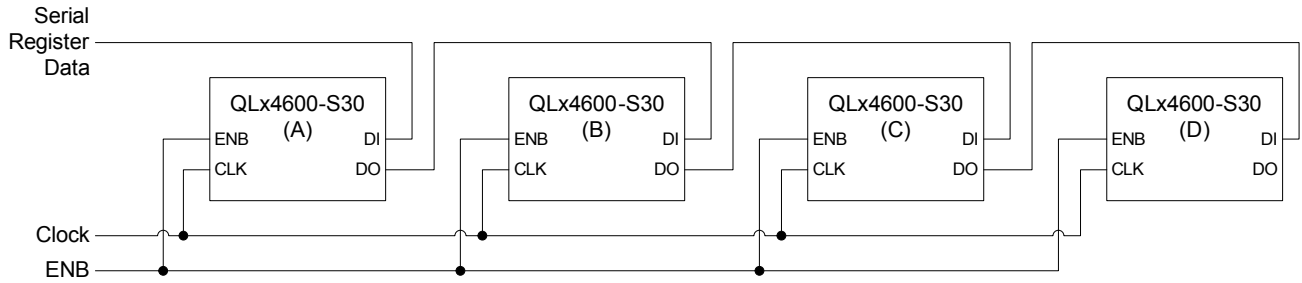 Serial
Register
Data
QLx4600-S30
(A)
ENB
DI
CLK
DO
QLx4600-S30
(B)
ENB
DI
CLK
DO
QLx4600-S30
(C)
ENB
DI
CLK
DO
QLx4600-S30
(D)
ENB
DI
CLK
DO
Clock
ENB